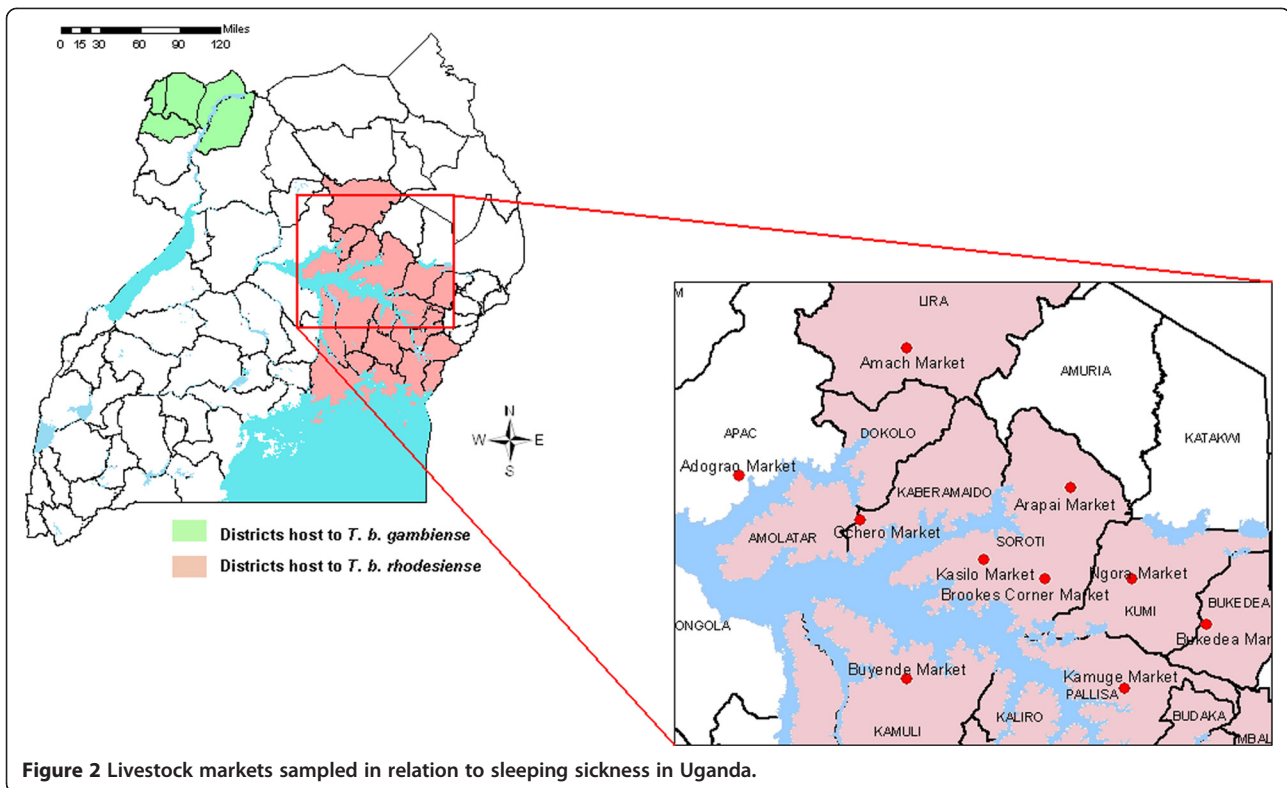 Miles
0 15 30 60 90 120
N
W E
S
Districts host to T. b. gambiense
Districts host to T. b. rhodesiense
M
LIRA
Amach Market
AMURIA
APAC
DOKOLO
KATAKWI
Adograo Market
KABERAMAIDO
Arapai Market
AMOLATAR
Ochero Market
SOROTI
Kasilo Market
Ngora Market
Brookes Corner Market
BUKEDEA
KUMI
ONGOLA
Bukedea Mar
Buyende Market
Kamuge Market
PALLISA
BUDAKA
KAMULI
KALIRO
MBAL
Figure 2 Livestock markets sampled in relation to sleeping sickness in Uganda.